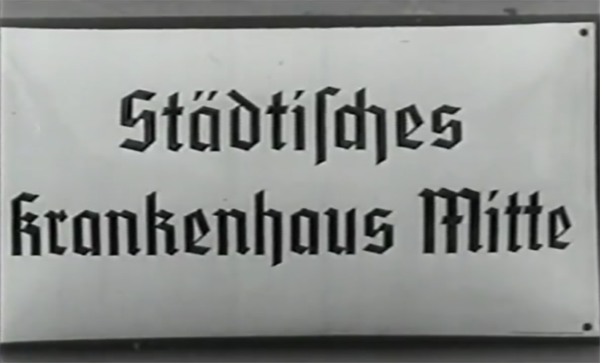 Städtiſches
Krankenhaus Mitte